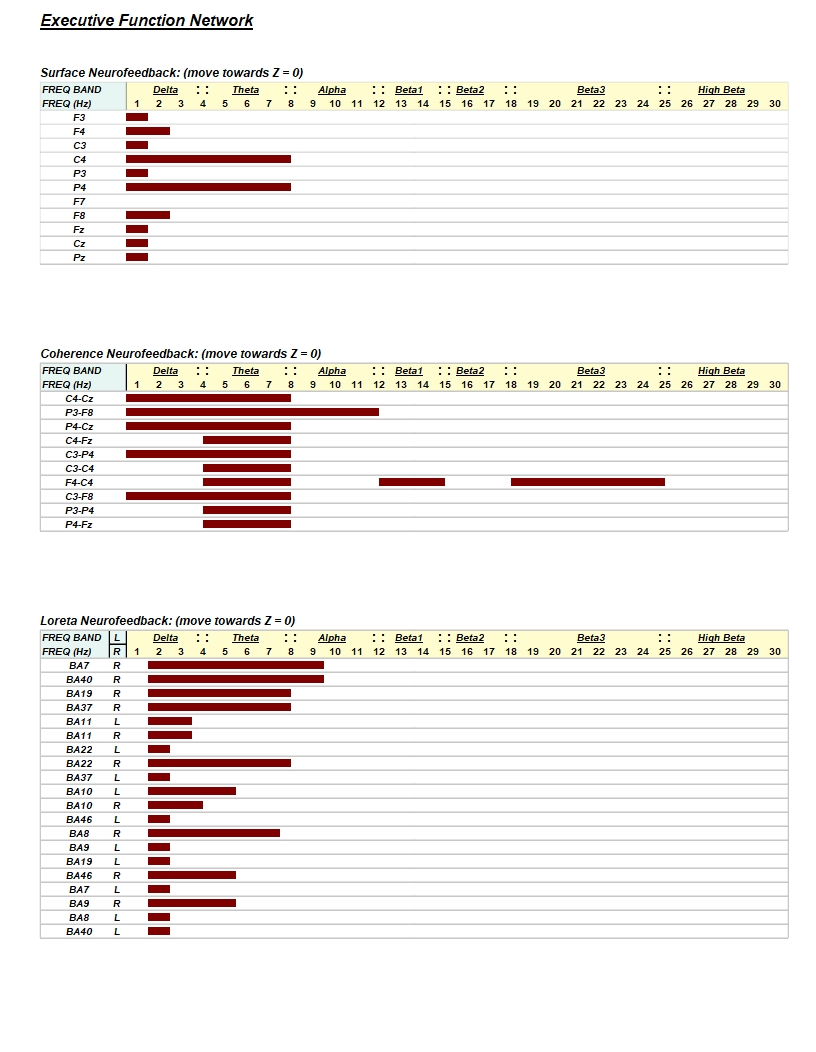 Executive Function Network
Surface Neurofeedback: (move towards Z = 0)
FREQ BAND Delta : : Theta : : Alpha : : Beta1 : : Beta2 : : Beta3 : : High Beta
FREQ (Hz) 1 2 3 4 5 6 7 8 9 10 11 12 13 14 15 16 17 18 19 20 21 22 23 24 25 26 27 28 29 30
F3
F4
C3
C4
P3
P4
F7
F8
Fz
Cz
Pz
Coherence Neurofeedback: (move towards Z = 0)
FREQ BAND Delta : : Theta : : Alpha : : Beta1 : : Beta2 : : Beta3 : : High Beta
FREQ (Hz) 1 2 3 4 5 6 7 8 9 10 11 12 13 14 15 16 17 18 19 20 21 22 23 24 25 26 27 28 29 30
C4-Cz
P3-F8
P4-Cz
C4-Fz
C3-P4
C3-C4
F4-C4
C3-F8
P3-P4
P4-Fz
Loreta Neurofeedback: (move towards Z = 0)
FREQ BAND L Delta : : Theta : : Alpha : : Beta1 : : Beta2 : : Beta3 : : High Beta
FREQ (Hz) R 1 2 3 4 5 6 7 8 9 10 11 12 13 14 15 16 17 18 19 20 21 22 23 24 25 26 27 28 29 30
BA7 R
BA40 R
BA19 R
BA37 R
BA11 L
BA11 R
BA22 L
BA22 R
BA37 L
BA10 L
BA10 R
BA46 L
BA8 R
BA9 L
BA19 L
BA46 R
BA7 L
BA9 R
BA8 L
BA40 L